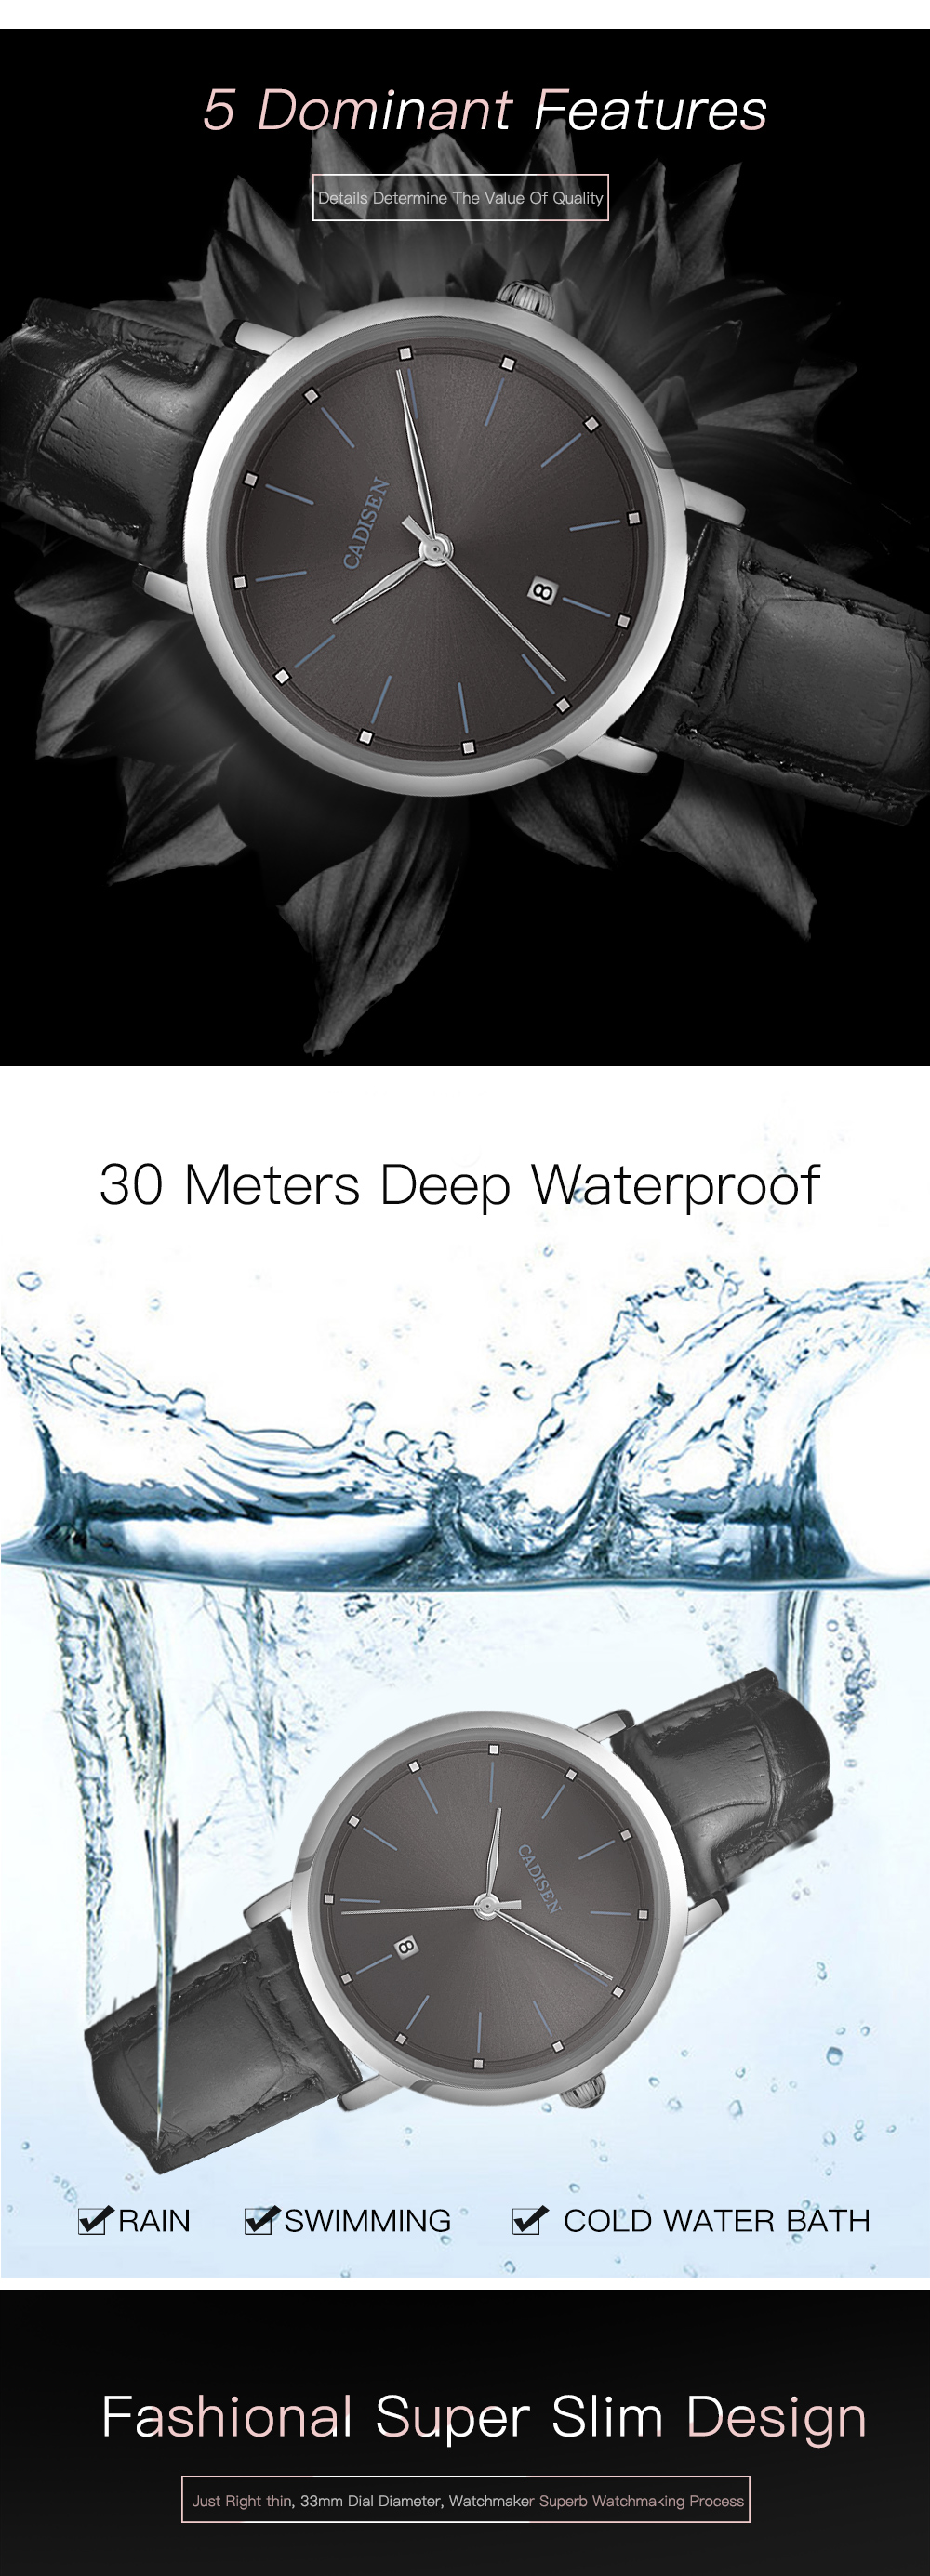 5 Dominant Features
Details Determine The Value Of Quality
CADISEN
8
30 Meters Deep Waterproof
CADISEN
8
RAIN SWIMMING COLD WATER BATH
Fashional Super Slim Design
Just Right thin, 33mm Dial Diameter, Watchmaker Superb Watchmaking Process